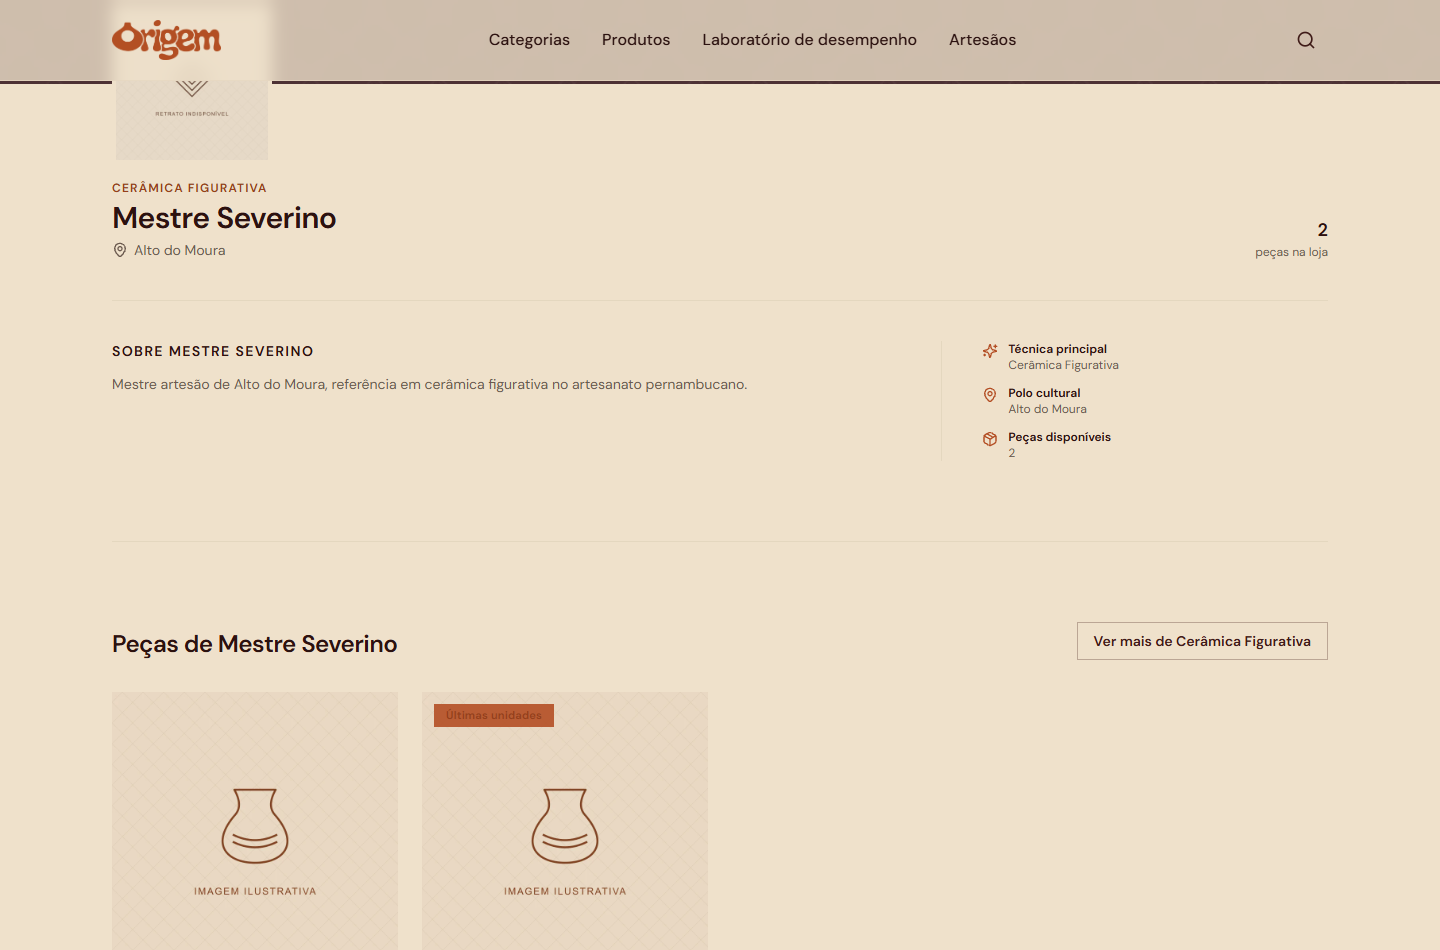 Origem
Categorias
Produtos
Laboratório de desempenho
Artesãos
RETRATO INDISPONÍVEL
CERÂMICA FIGURATIVA
Mestre Severino
Alto do Moura
2
peças na loja
SOBRE MESTRE SEVERINO
Mestre artesão de Alto do Moura, referência em cerâmica figurativa no artesanato pernambucano.
Técnica principal
Cerâmica Figurativa
Polo cultural
Alto do Moura
Peças disponíveis
2
Peças de Mestre Severino
Ver mais de Cerâmica Figurativa
Últimas unidades
IMAGEM ILUSTRATIVA
IMAGEM ILUSTRATIVA